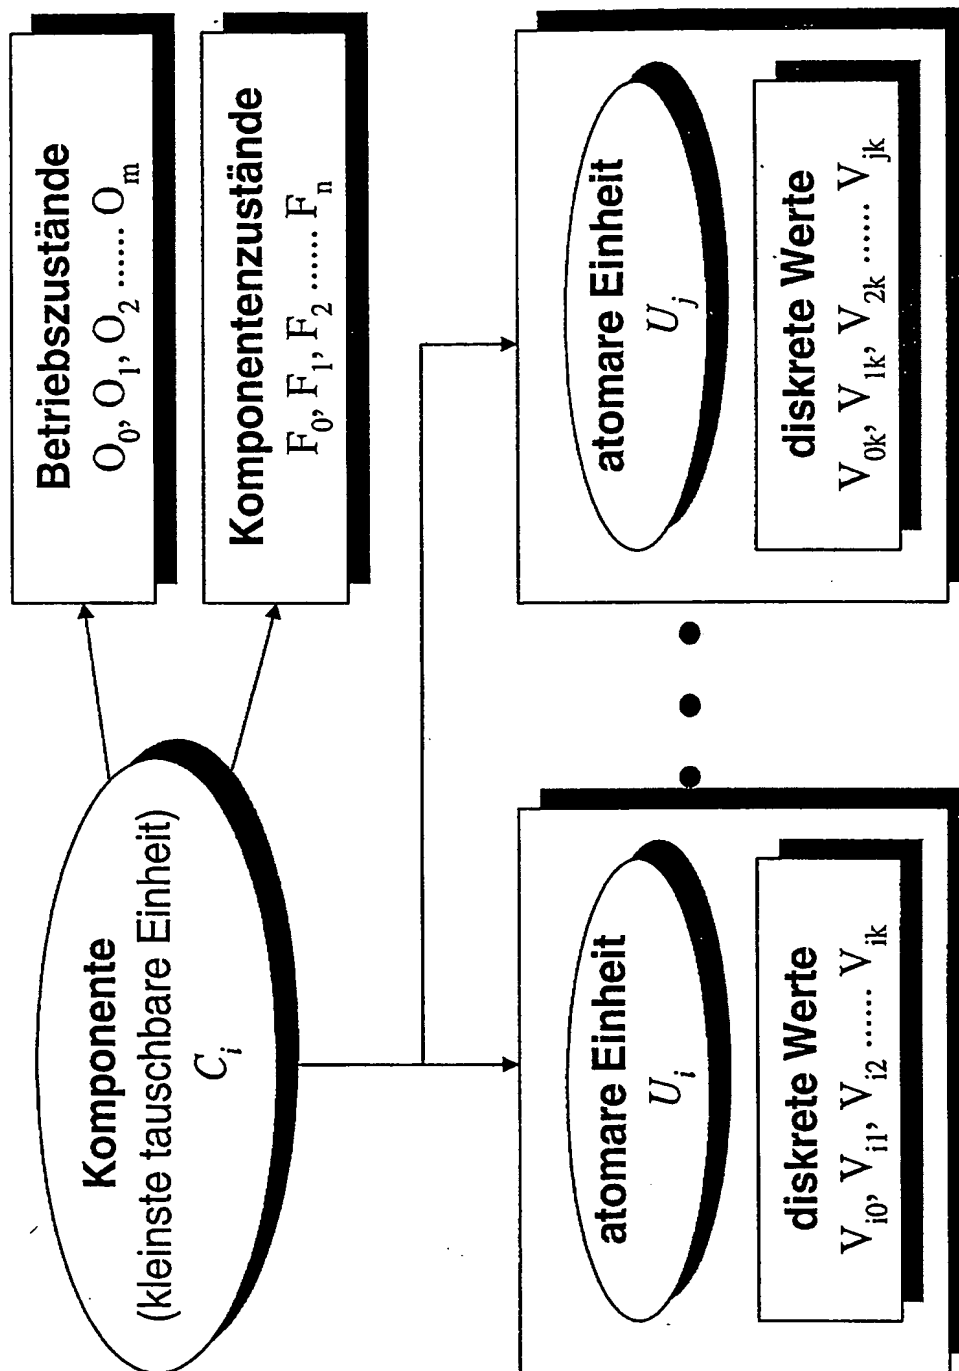 Komponente
(kleinste tauschbare Einheit)
C_i
Betriebszustände
O_0, O_1, O_2 ...... O_m
Komponentenzustände
F_0, F_1, F_2 ...... F_n
atomare Einheit
U_i
diskrete Werte
V_i0, V_i1, V_i2 ...... V_ik
atomare Einheit
U_j
diskrete Werte
V_0k, V_1k, V_2k ...... V_jk